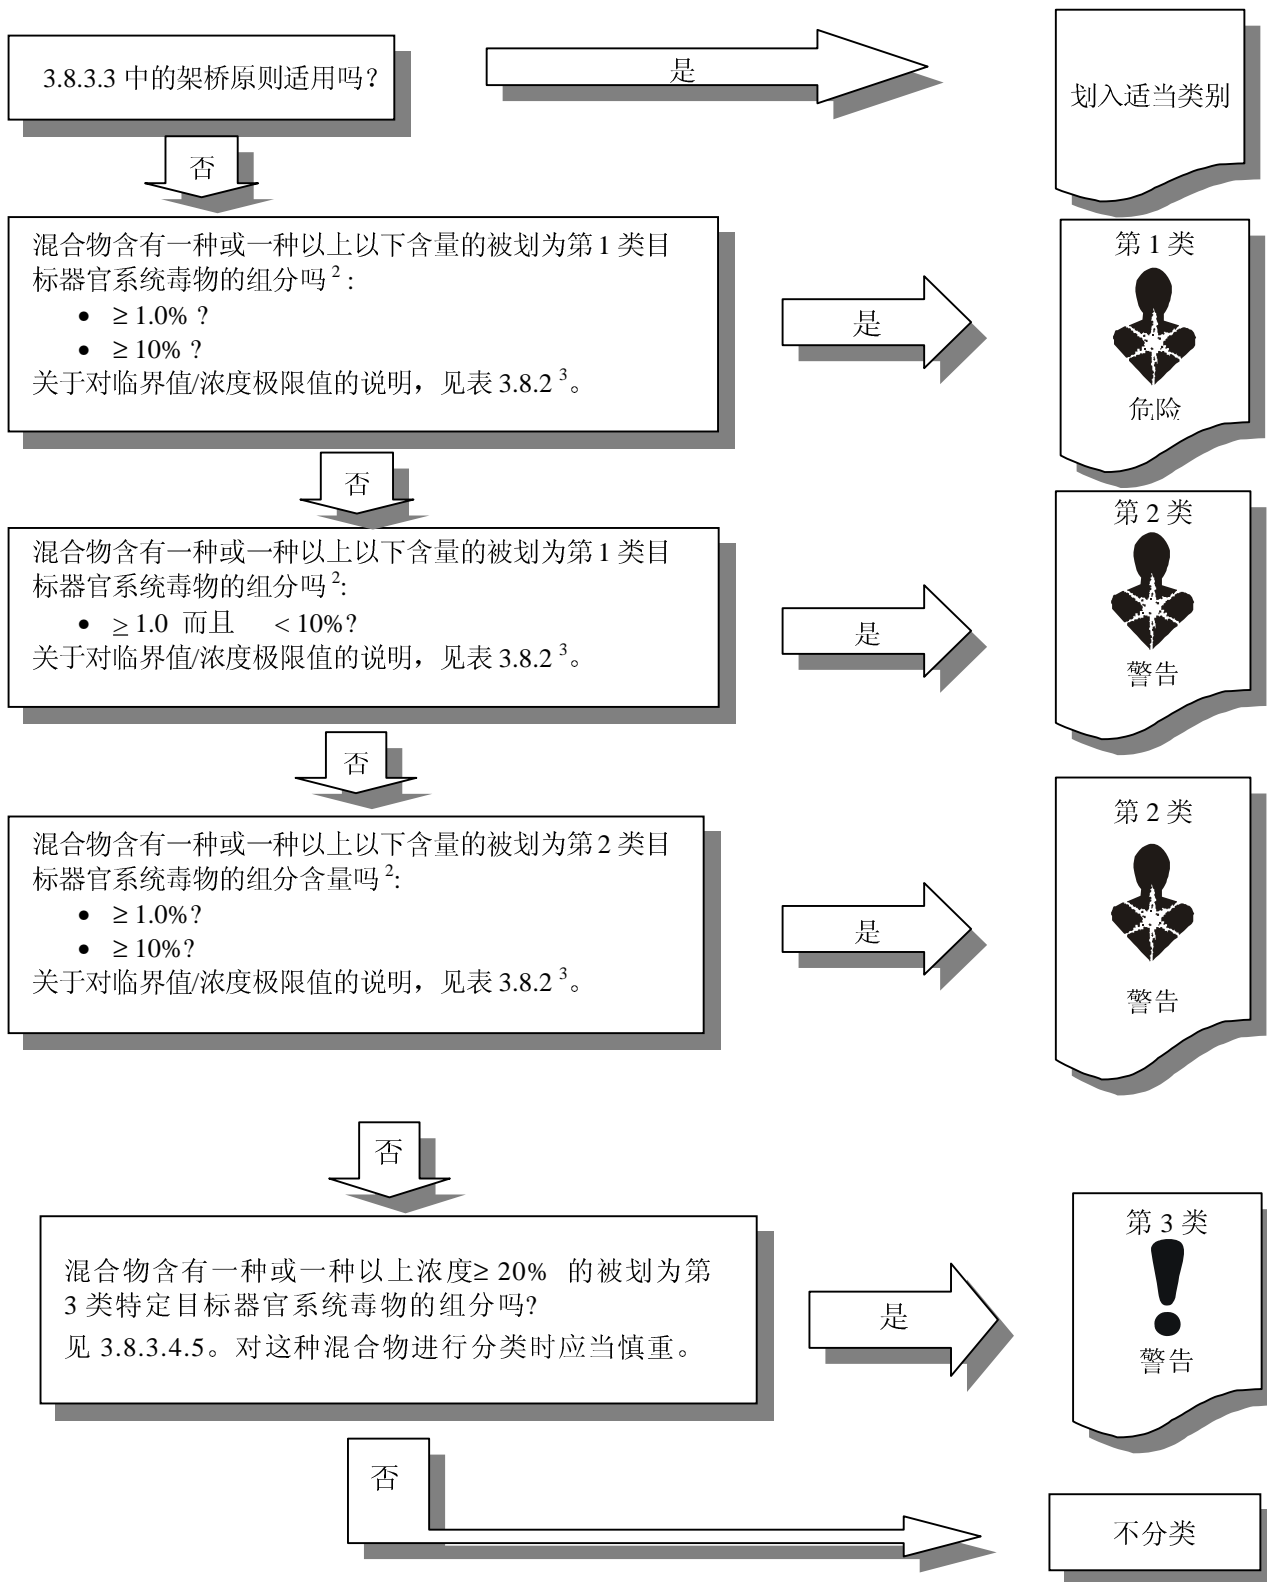 3.8.3.3 中的架桥原则适用吗?
是
划入适当类别
否
混合物含有一种或一种以上以下含量的被划为第 1 类目
标器官系统毒物的组分吗 2 :
• ≥ 1.0% ?
• ≥ 10% ?
关于对临界值/浓度极限值的说明，见表 3.8.2 3。
是
第 1 类
危险
否
混合物含有一种或一种以上以下含量的被划为第 1 类目
标器官系统毒物的组分吗 2:
• ≥ 1.0 而且 < 10%?
关于对临界值/浓度极限值的说明，见表 3.8.2 3。
是
第 2 类
警告
否
混合物含有一种或一种以上以下含量的被划为第 2 类目
标器官系统毒物的组分含量吗 2:
• ≥ 1.0%?
• ≥ 10%?
关于对临界值/浓度极限值的说明，见表 3.8.2 3。
是
第 2 类
警告
否
混合物含有一种或一种以上浓度≥ 20% 的被划为第
3 类特定目标器官系统毒物的组分吗?
见 3.8.3.4.5。对这种混合物进行分类时应当慎重。
是
第 3 类
警告
否
不分类